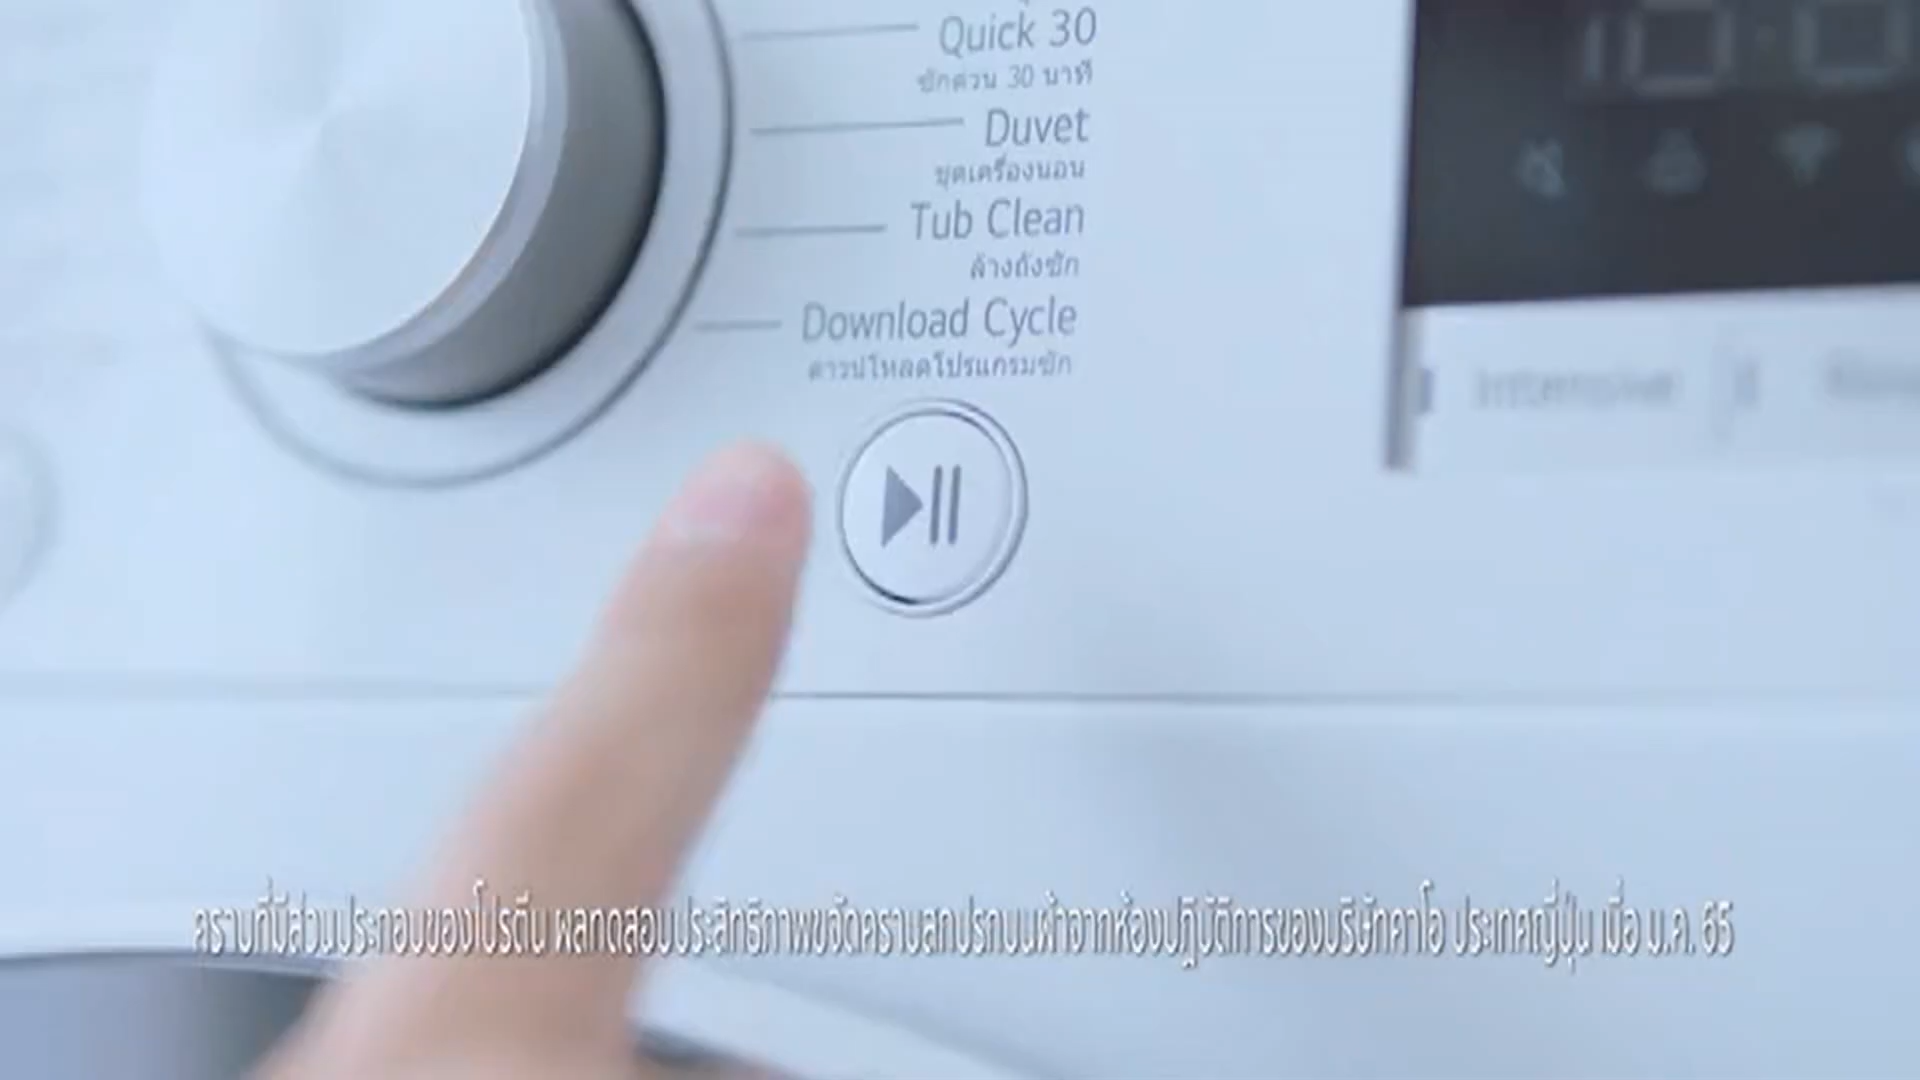 Quick 30
ซักด่วน 30 นาที
Duvet
ชุดเครื่องนอน
Tub Clean
ล้างถังซัก
Download Cycle
ดาวน์โหลดโปรแกรมซัก
Intensive
คราบที่มีส่วนประกอบของโปรตีน ผลทดสอบประสิทธิภาพขจัดคราบสกปรกบนผ้าจากห้องปฏิบัติการของบริษัทคาโอ ประเทศญี่ปุ่น เมื่อ ม.ค. 65